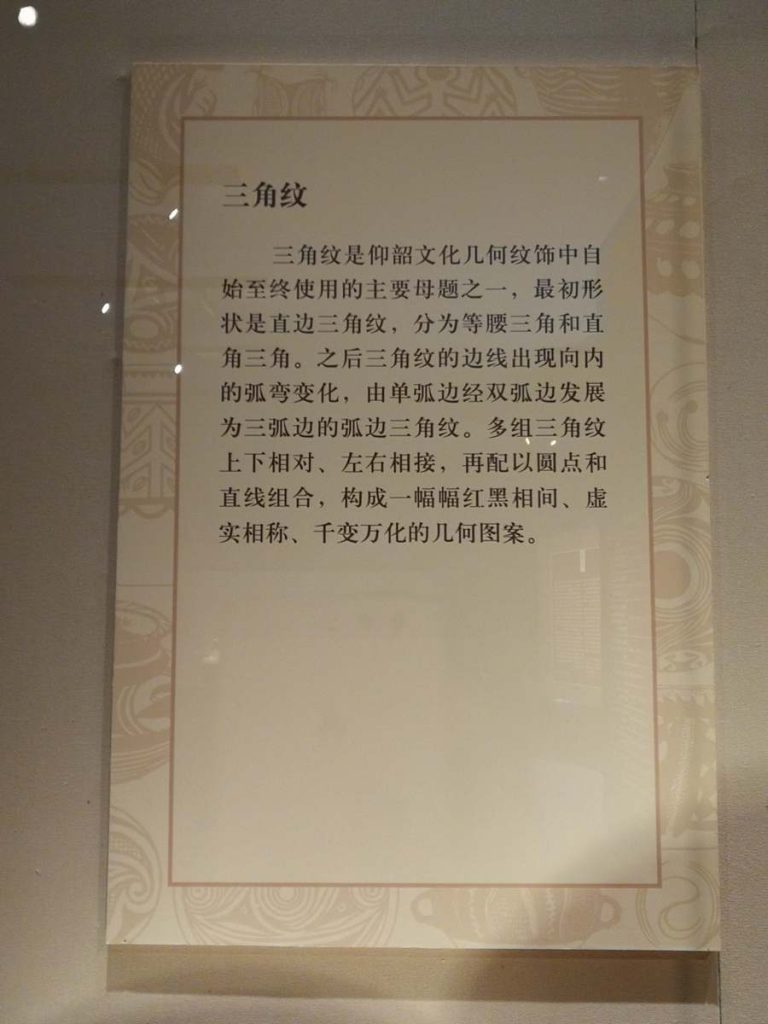 三角纹
三角纹是仰韶文化几何纹饰中自
始至终使用的主要母题之一，最初形
状是直边三角纹，分为等腰三角和直
角三角。之后三角纹的边线出现向内
的弧弯变化，由单弧边经双弧边发展
为三弧边的弧边三角纹。多组三角纹
上下相对、左右相接，再配以圆点和
直线组合，构成一幅幅红黑相间、虚
实相称、千变万化的几何图案。